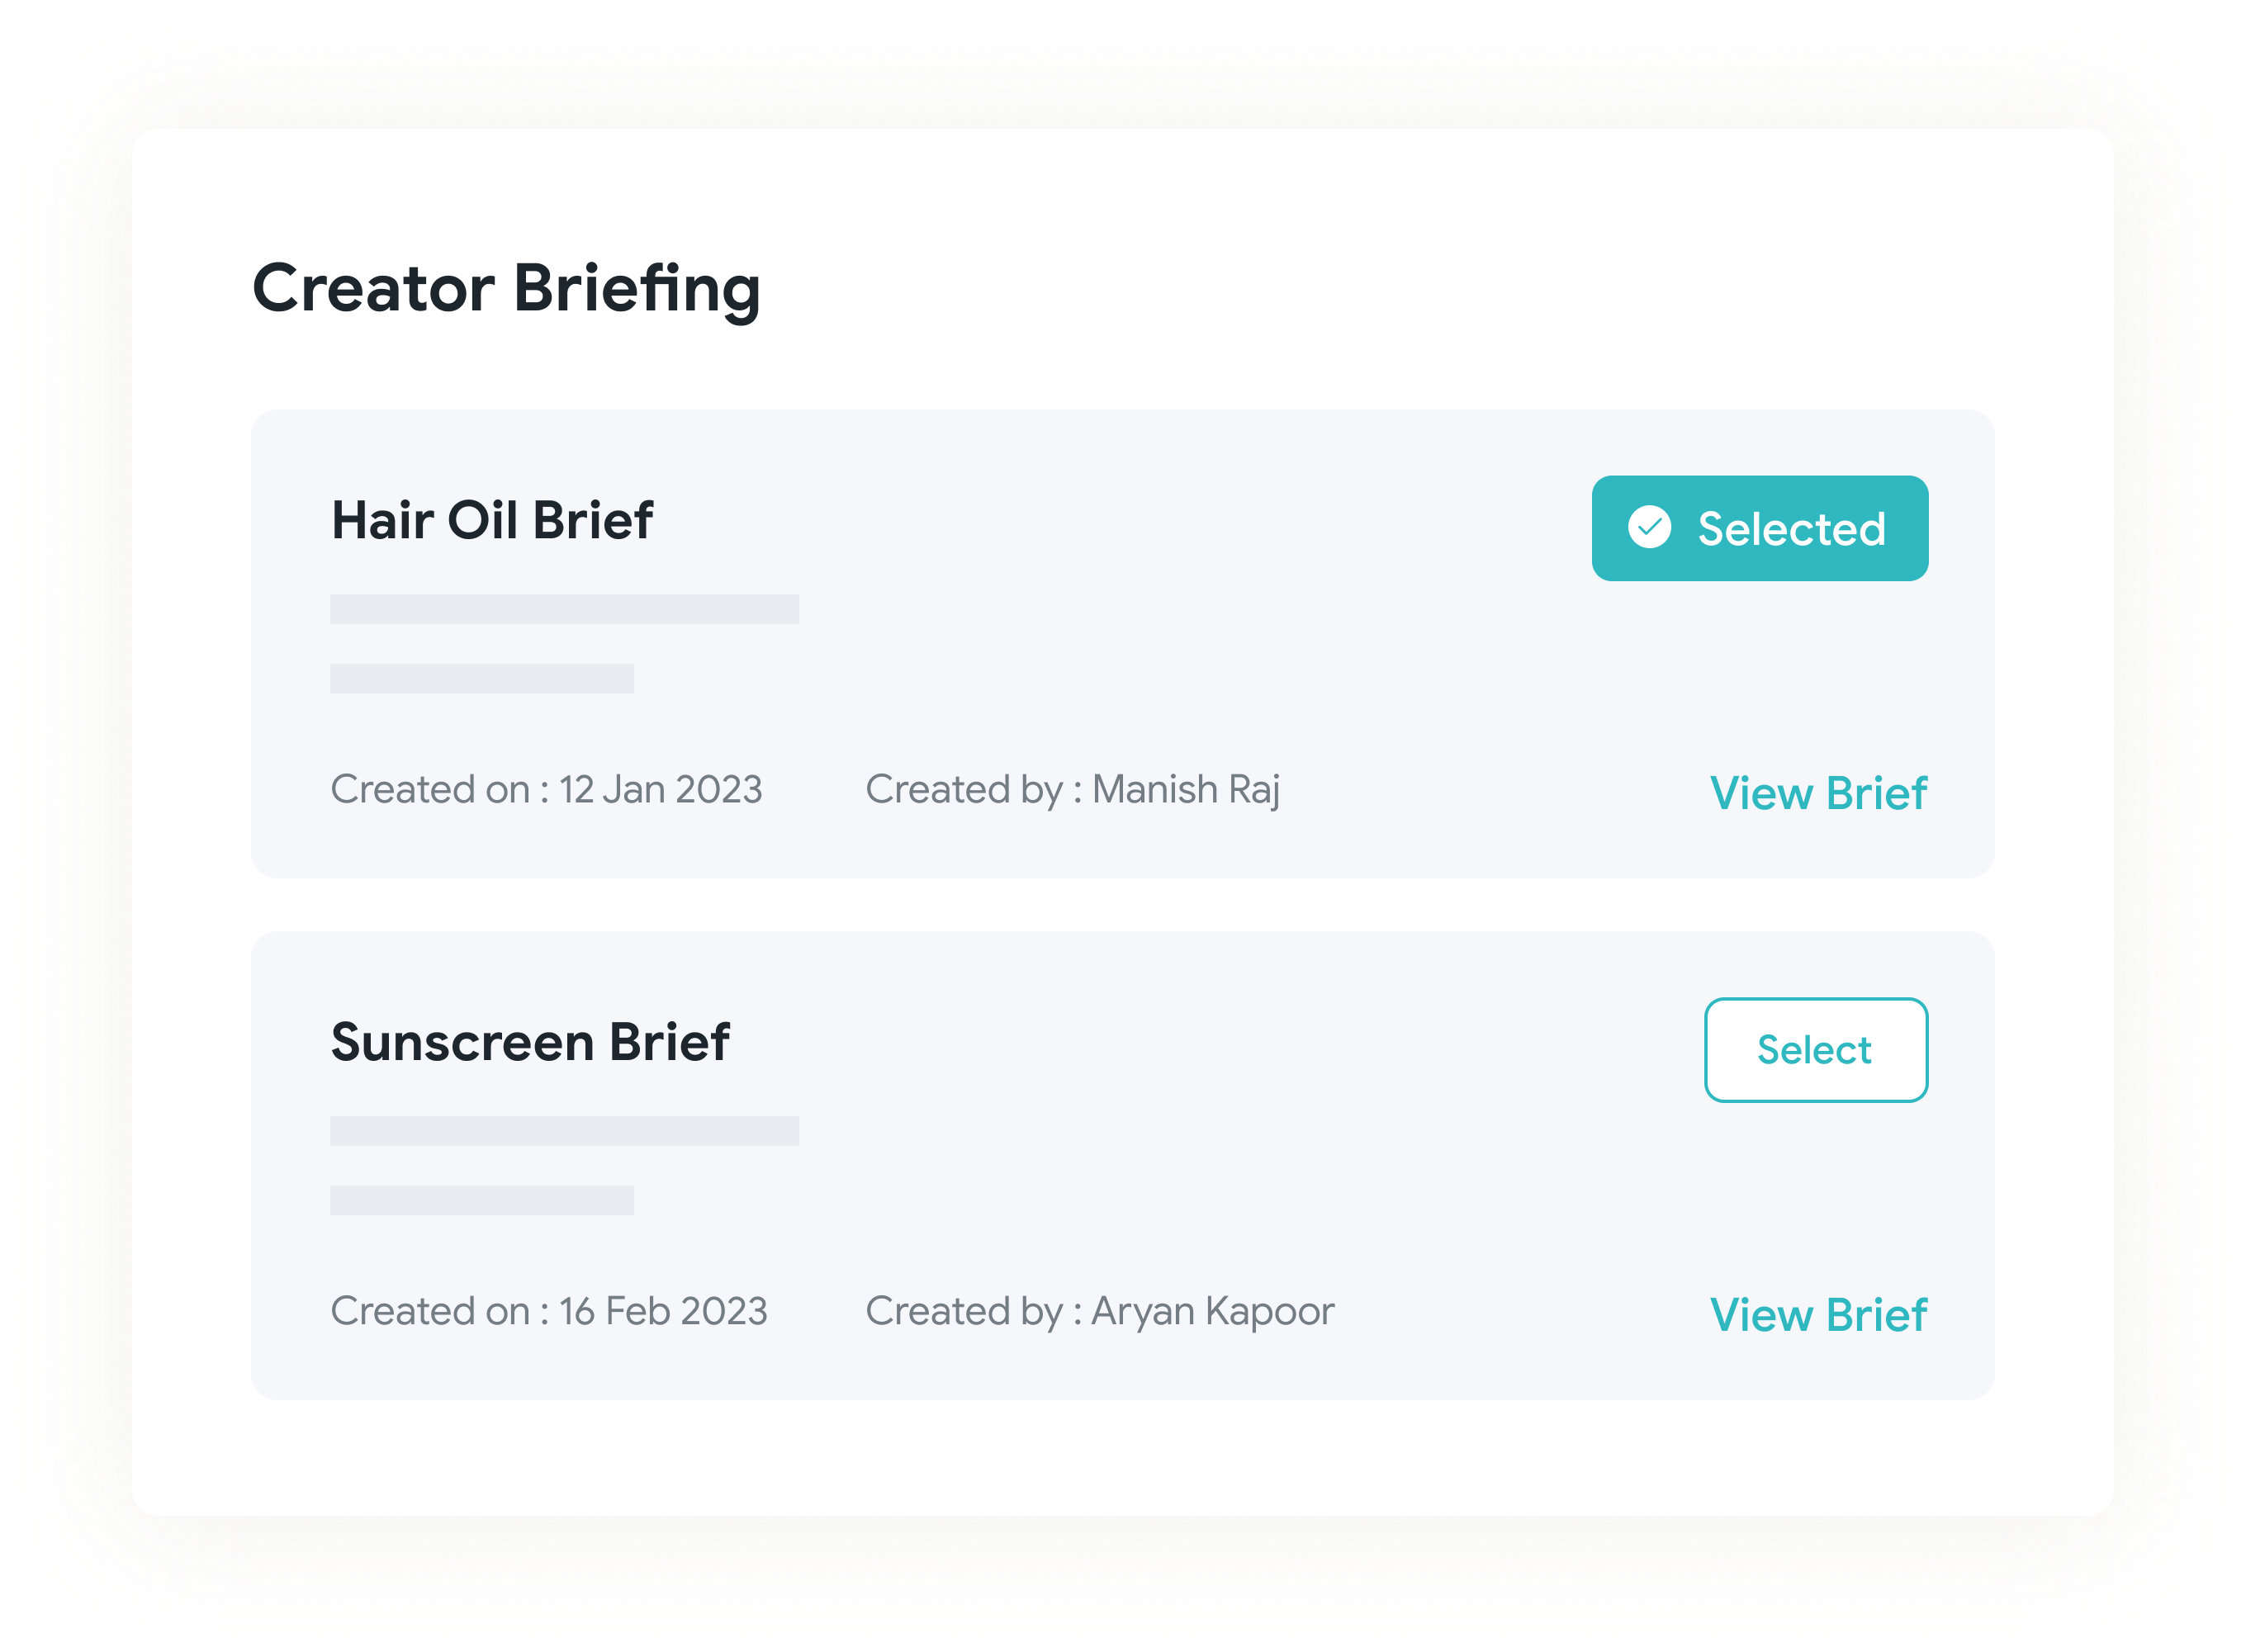 Creator Briefing
Hair Oil Brief
Selected
Created on : 12 Jan 2023
Created by : Manish Raj
View Brief
Sunscreen Brief
Select
Created on : 16 Feb 2023
Created by : Aryan Kapoor
View Brief